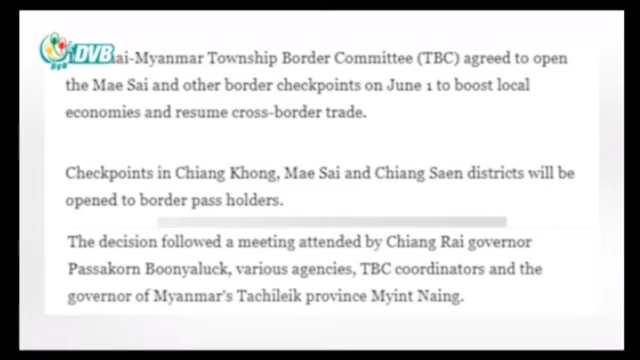 DVB
ai-Myanmar Township Border Committee (TBC) agreed to open
the Mae Sai and other border checkpoints on June 1 to boost local
economies and resume cross-border trade.
Checkpoints in Chiang Khong, Mae Sai and Chiang Saen districts will be
opened to border pass holders.
The decision followed a meeting attended by Chiang Rai governor
Passakorn Boonyaluck, various agencies, TBC coordinators and the
governor of Myanmar's Tachileik province Myint Naing.